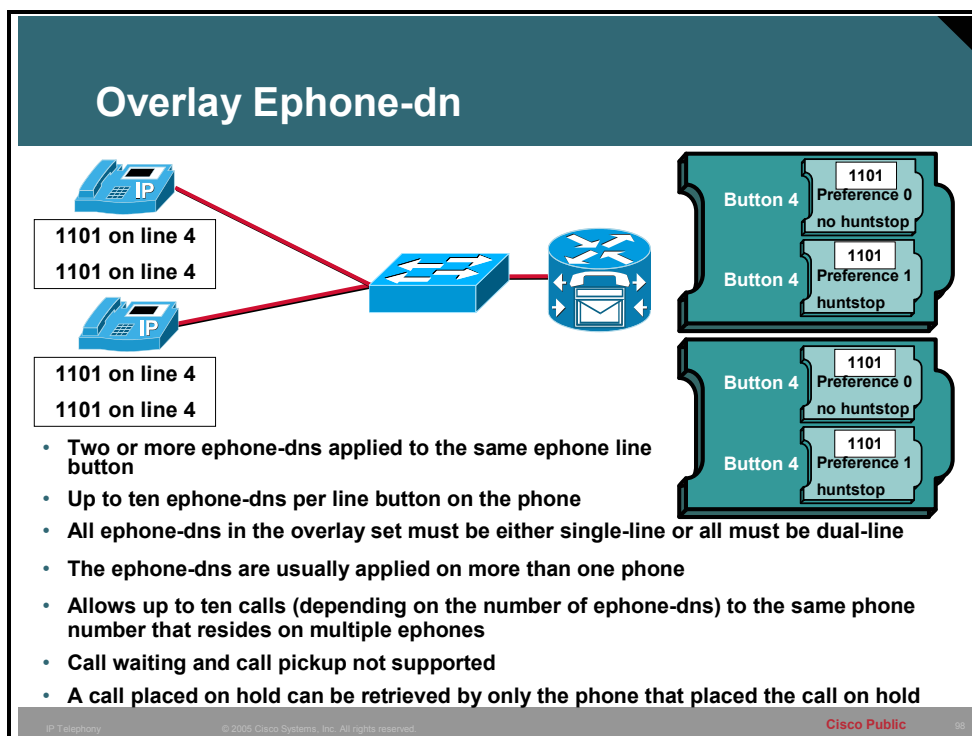 Overlay Ephone-dn
IP
1101 on line 4
1101 on line 4
IP
1101 on line 4
1101 on line 4
Button 4
1101
Preference 0
no huntstop
Button 4
1101
Preference 1
huntstop
Button 4
1101
Preference 0
no huntstop
Button 4
1101
Preference 1
huntstop
• Two or more ephone-dns applied to the same ephone line
button
• Up to ten ephone-dns per line button on the phone
• All ephone-dns in the overlay set must be either single-line or all must be dual-line
• The ephone-dns are usually applied on more than one phone
• Allows up to ten calls (depending on the number of ephone-dns) to the same phone
number that resides on multiple ephones
• Call waiting and call pickup not supported
• A call placed on hold can be retrieved by only the phone that placed the call on hold
IP Telephony
© 2005 Cisco Systems, Inc. All rights reserved.
Cisco Public
98